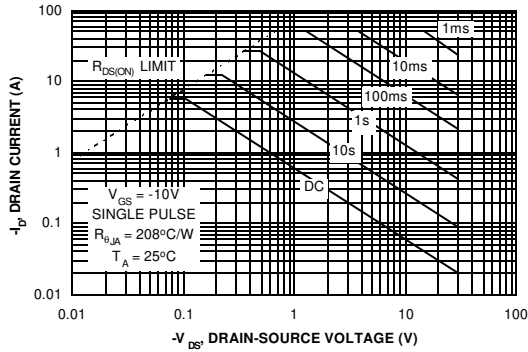 100
10
1
0.1
0.01
-I_D, DRAIN CURRENT (A)
R_DS(ON) LIMIT
1ms
10ms
100ms
1s
10s
DC
V_GS = -10V
SINGLE PULSE
R_θJA = 208°C/W
T_A = 25°C
0.01 0.1 1 10 100
-V_DS, DRAIN-SOURCE VOLTAGE (V)